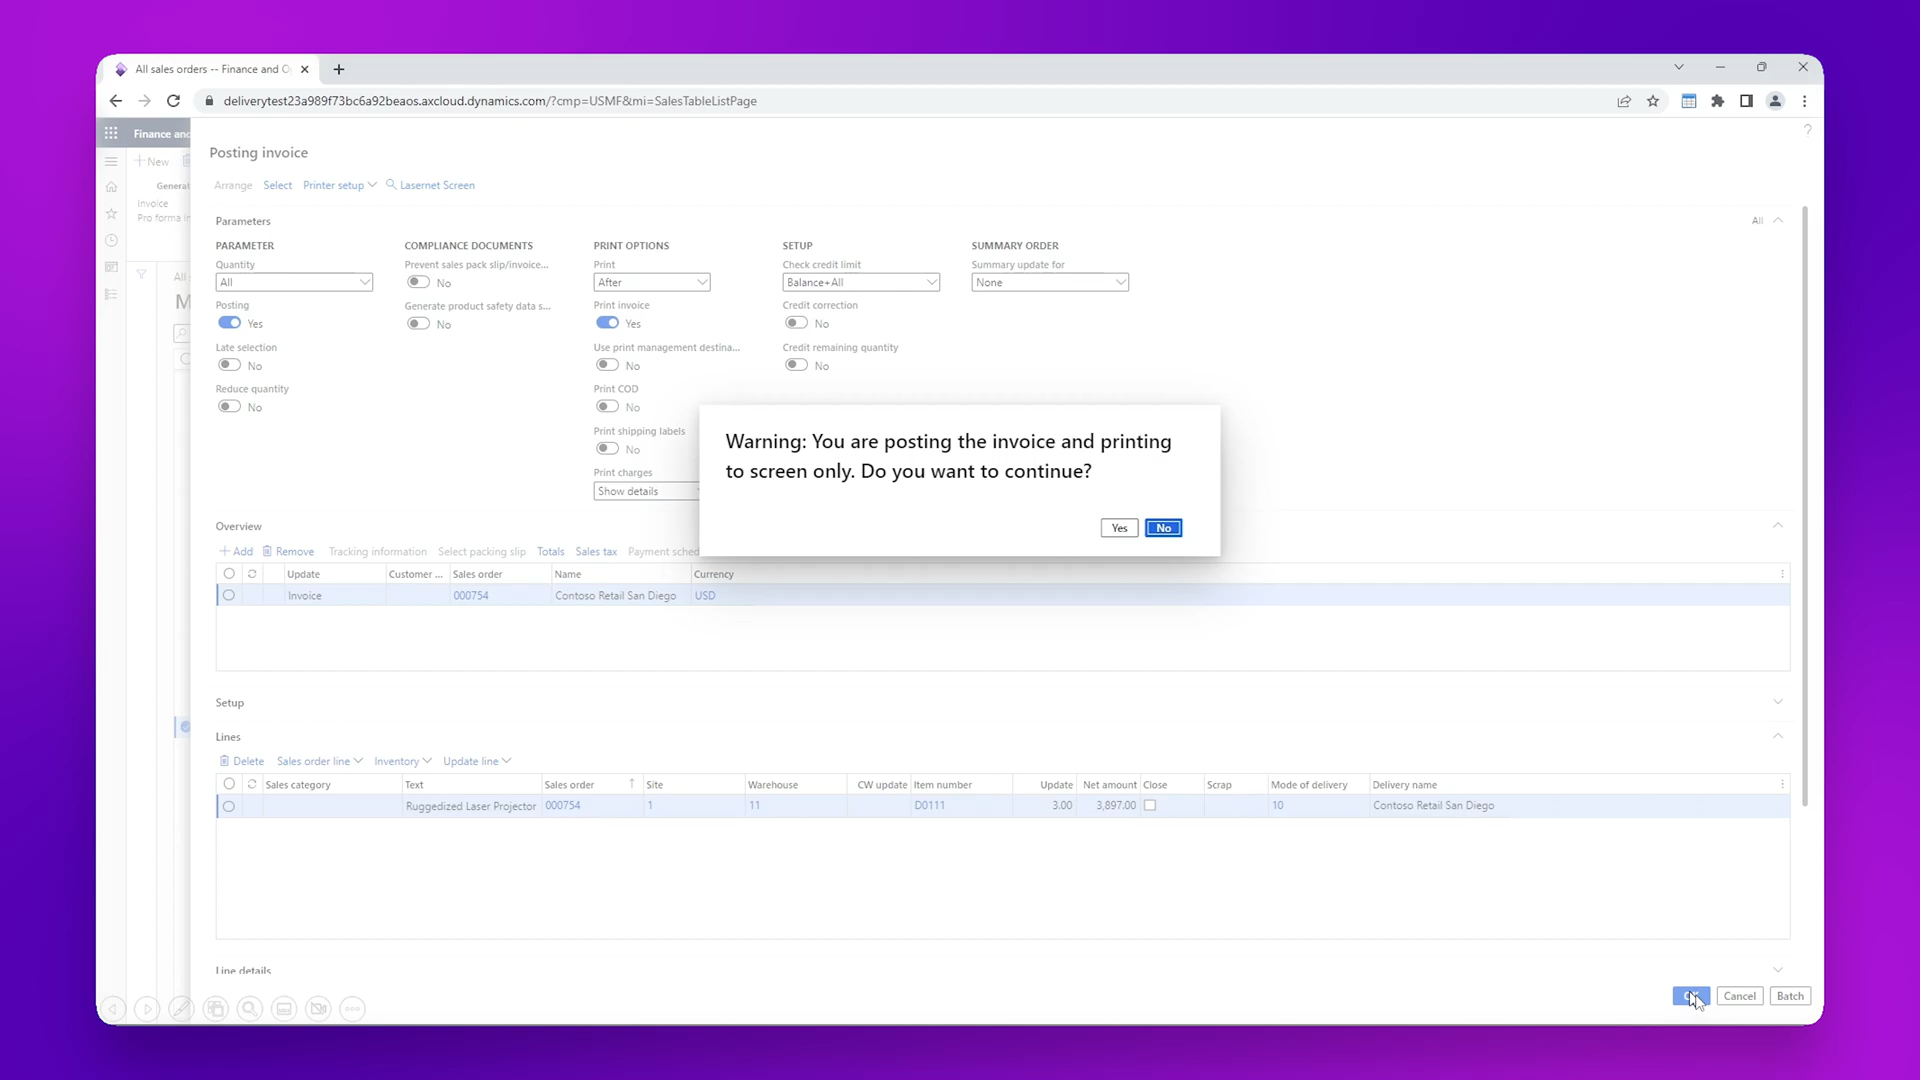 All sales orders -- Finance and O
deliverytest23a989f73bc6a92beaos.axcloud.dynamics.com/?cmp=USMF&mi=SalesTableListPage
Finance and
New
General
Invoice
Pro forma in
All s
M
?
Posting invoice
Arrange Select Printer setup Lasernet Screen
Parameters All
PARAMETER COMPLIANCE DOCUMENTS PRINT OPTIONS SETUP SUMMARY ORDER
Quantity Prevent sales pack slip/invoice... Print Check credit limit Summary update for
All No After Balance+All None
Posting Generate product safety data s... Print invoice Credit correction
Yes No Yes No
Late selection Use print management destina... Credit remaining quantity
No No No
Reduce quantity Print COD
No No
Print shipping labels
No
Print charges
Show details
Warning: You are posting the invoice and printing
to screen only. Do you want to continue?
Yes No
Overview
Add Remove Tracking information Select packing slip Totals Sales tax Payment sched
Update Customer ... Sales order Name Currency
Invoice 000754 Contoso Retail San Diego USD
Setup
Lines
Delete Sales order line Inventory Update line
Sales category Text Sales order Site Warehouse CW update Item number Update Net amount Close Scrap Mode of delivery Delivery name
Ruggedized Laser Projector 000754 1 11 D0111 3.00 3,897.00 10 Contoso Retail San Diego
Line details
Cancel Batch